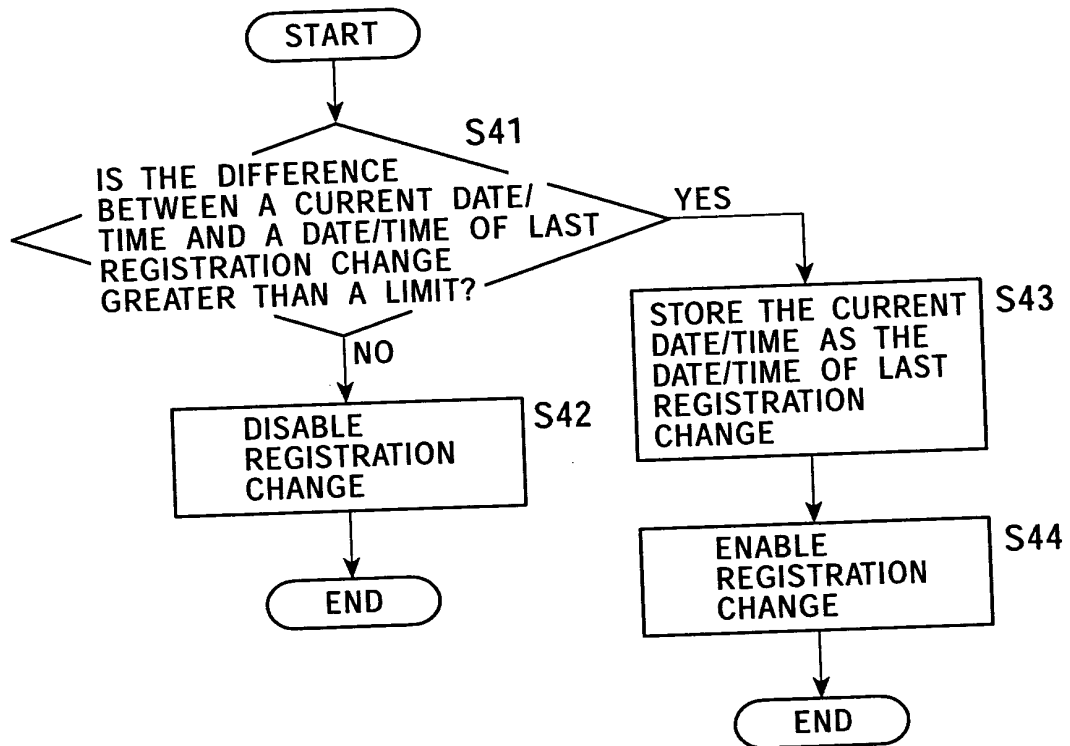 START
S41
IS THE DIFFERENCE
BETWEEN A CURRENT DATE/
TIME AND A DATE/TIME OF LAST
REGISTRATION CHANGE
GREATER THAN A LIMIT?
YES
NO
S42
DISABLE
REGISTRATION
CHANGE
END
S43
STORE THE CURRENT
DATE/TIME AS THE
DATE/TIME OF LAST
REGISTRATION
CHANGE
S44
ENABLE
REGISTRATION
CHANGE
END